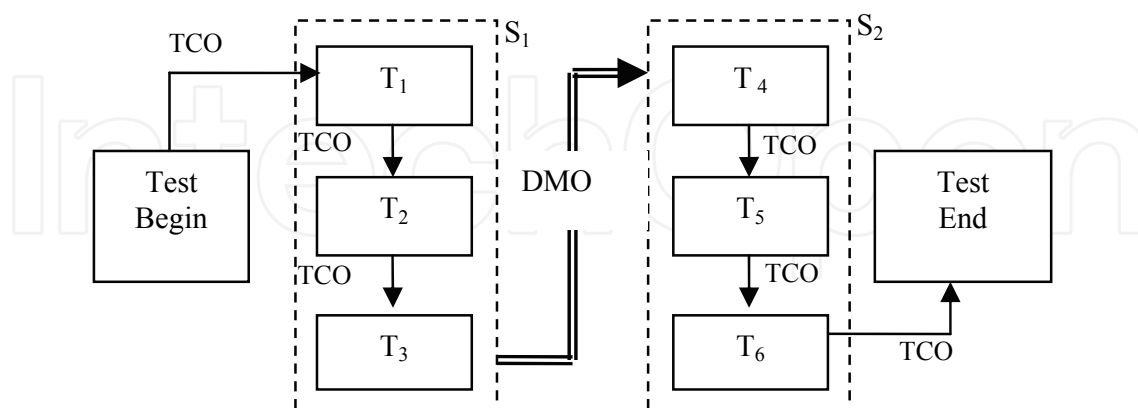 TCO
S1
T1
TCO
Test
Begin
T2
TCO
T3
DMO
S2
T4
TCO
T5
TCO
T6
TCO
Test
End
IntechOpen